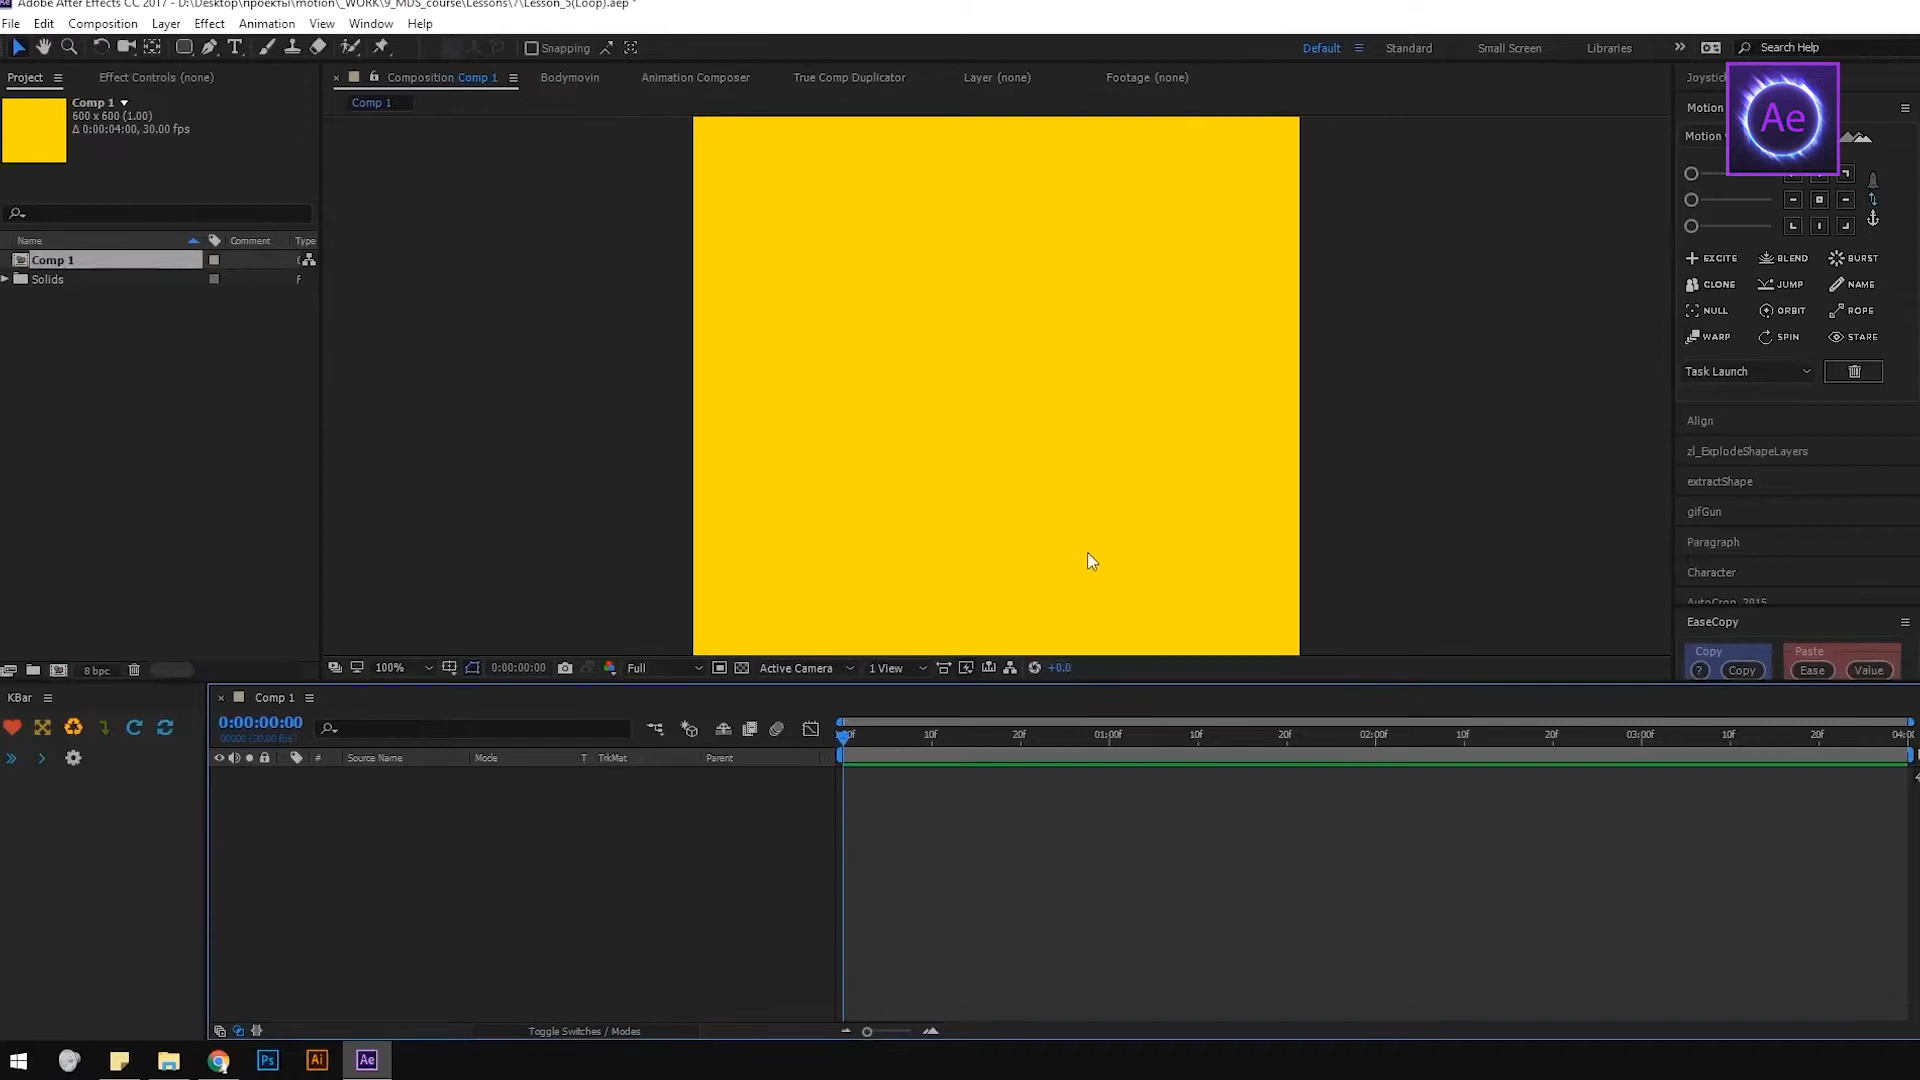 Adobe After Effects CC 2017 - D:\Desktop\проекты\motion\_WORK\9_MDS_course\Lessons\7\Lesson_5(Loop).aep *
File Edit Composition Layer Effect Animation View Window Help
Snapping Default Standard Small Screen Libraries Search Help
Project Effect Controls (none) Composition Comp 1 Bodymovin Animation Composer True Comp Duplicator Layer (none) Footage (none)
Comp 1
Comp 1
600 x 600 (1.00)
Δ 0:00:04:00, 30.00 fps
Name Comment Type
Comp 1
Solids F
8 bpc
100% 0:00:00:00 Full Active Camera 1 View +0.0
Motion
Motion
Ae
EXCITE BLEND BURST
CLONE JUMP NAME
NULL ORBIT ROPE
WARP SPIN STARE
Task Launch
Align
zl_ExplodeShapeLayers
extractShape
gifGun
Paragraph
Character
AutoCrop_2015
EaseCopy
Copy Paste
? Copy Ease Value
KBar
Comp 1
0:00:00:00
00000 (30.00 fps)
# Source Name Mode T TrkMat Parent
10f 20f 01:00f 10f 20f 02:00f 10f 20f 03:00f 10f 20f
Toggle Switches / Modes
Ps Ai Ae